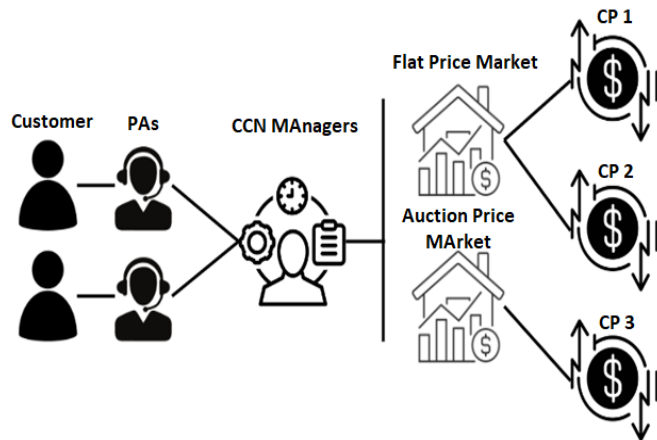 CP 1
Flat Price Market
Customer
PAs
CCN MAnagers
CP 2
Auction Price
MArket
CP 3